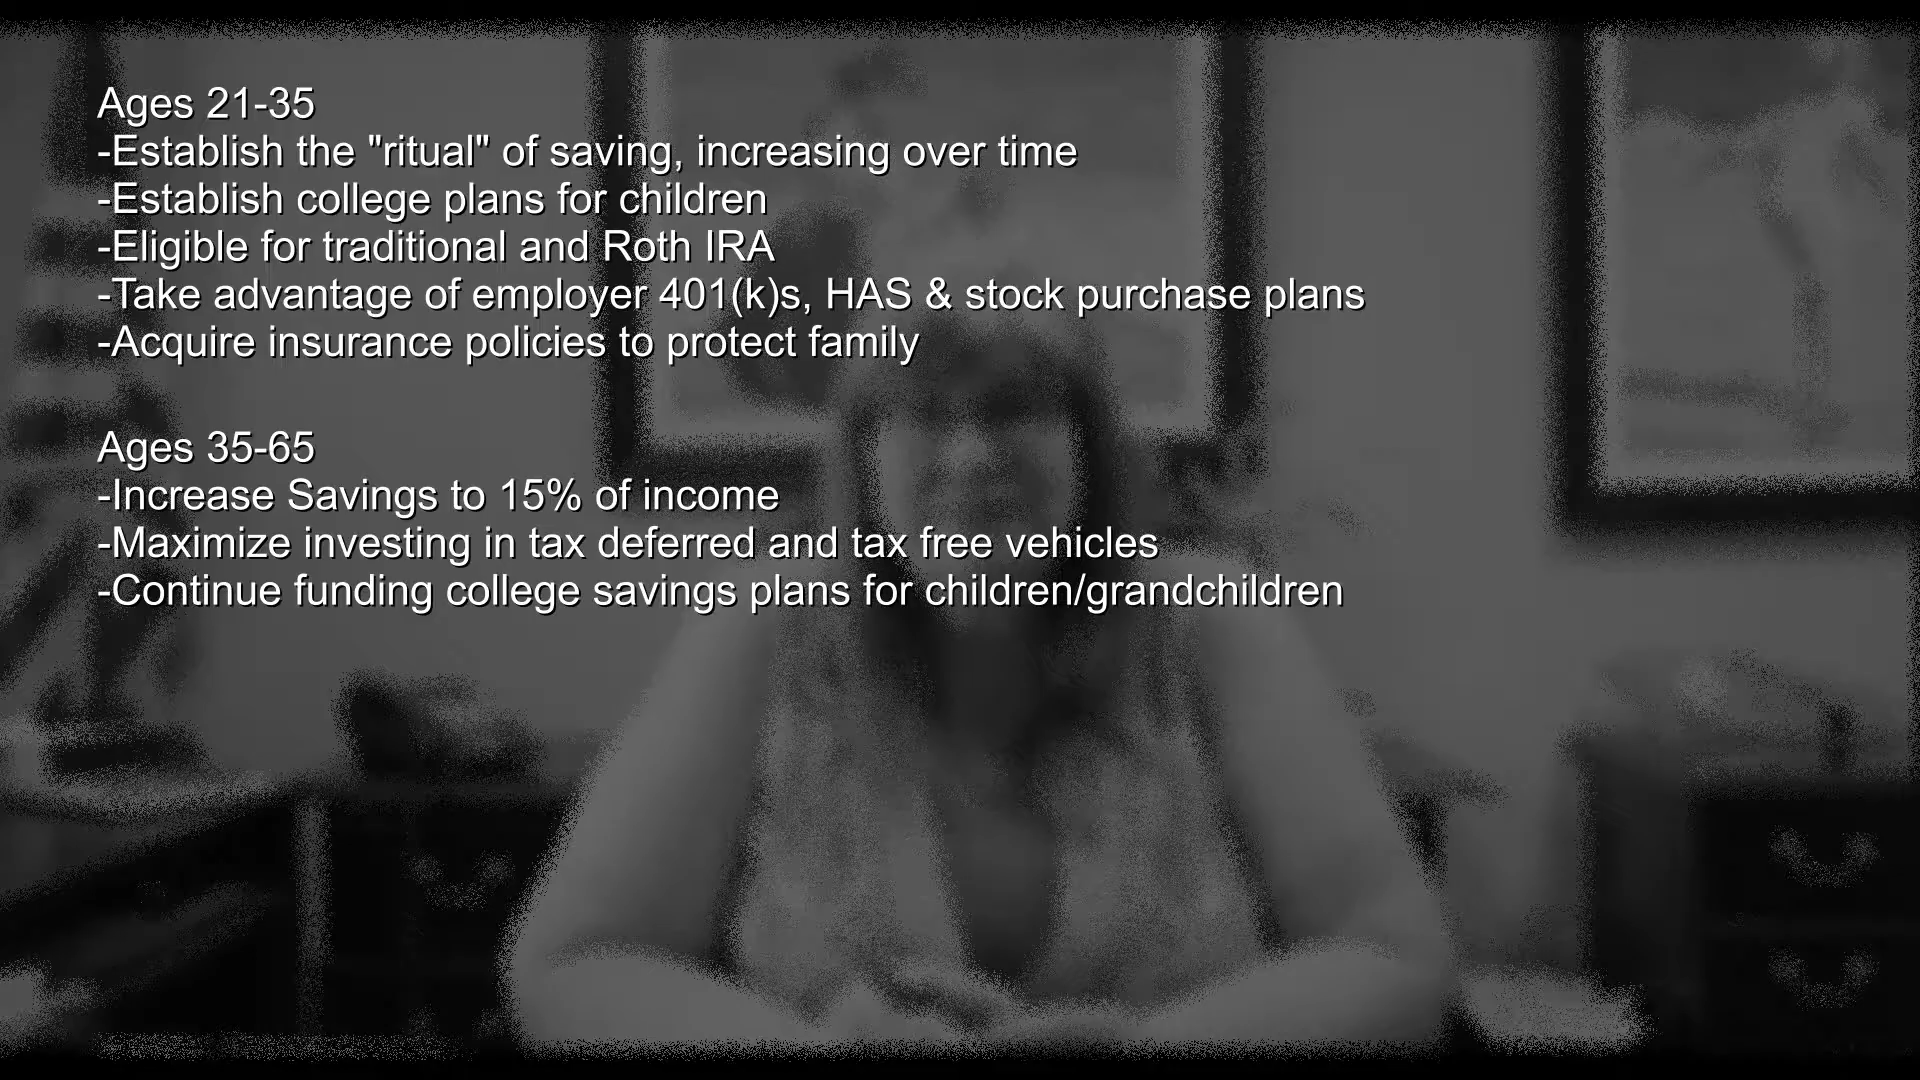 Ages 21-35
-Establish the "ritual" of saving, increasing over time
-Establish college plans for children
-Eligible for traditional and Roth IRA
-Take advantage of employer 401(k)s, HAS & stock purchase plans
-Acquire insurance policies to protect family
Ages 35-65
-Increase Savings to 15% of income
-Maximize investing in tax deferred and tax free vehicles
-Continue funding college savings plans for children/grandchildren